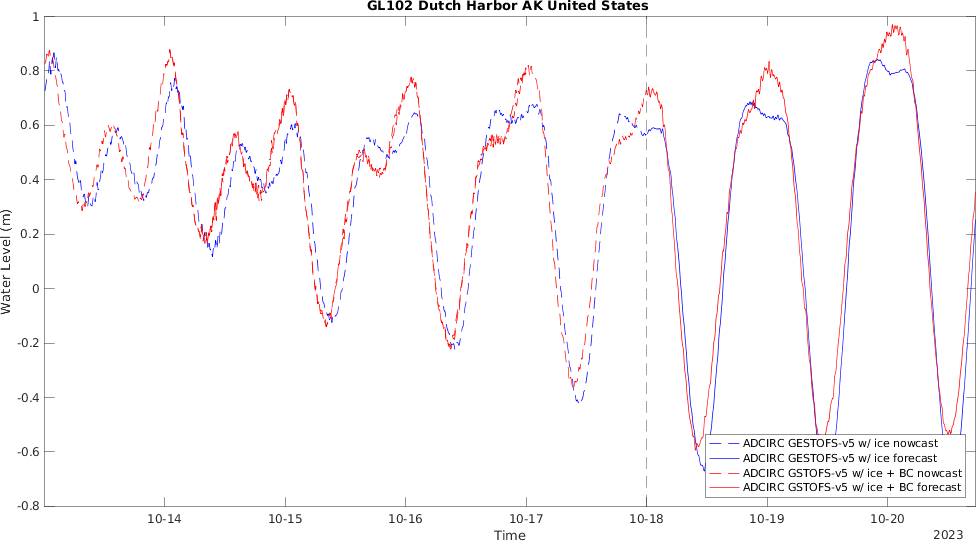 GL102 Dutch Harbor AK United States
1
0.8
0.6
0.4
0.2
0
-0.2
-0.4
-0.6
-0.8
Water Level (m)
10-14 10-15 10-16 10-17 10-18 10-19 10-20
Time
2023
ADCIRC GESTOFS-v5 w/ ice nowcast
ADCIRC GESTOFS-v5 w/ ice forecast
ADCIRC GSTOFS-v5 w/ ice + BC nowcast
ADCIRC GSTOFS-v5 w/ ice + BC forecast